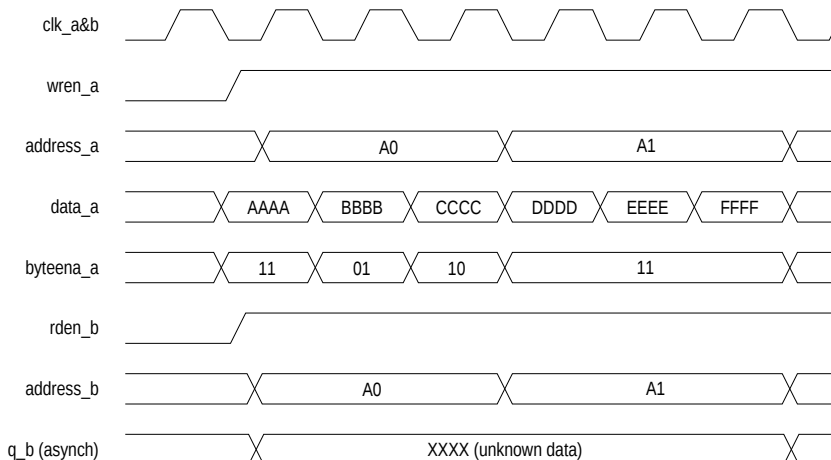 clk_a&b
wren_a
address_a A0 A1
data_a AAAA BBBB CCCC DDDD EEEE FFFF
byteena_a 11 01 10 11
rden_b
address_b A0 A1
q_b (asynch) XXXX (unknown data)